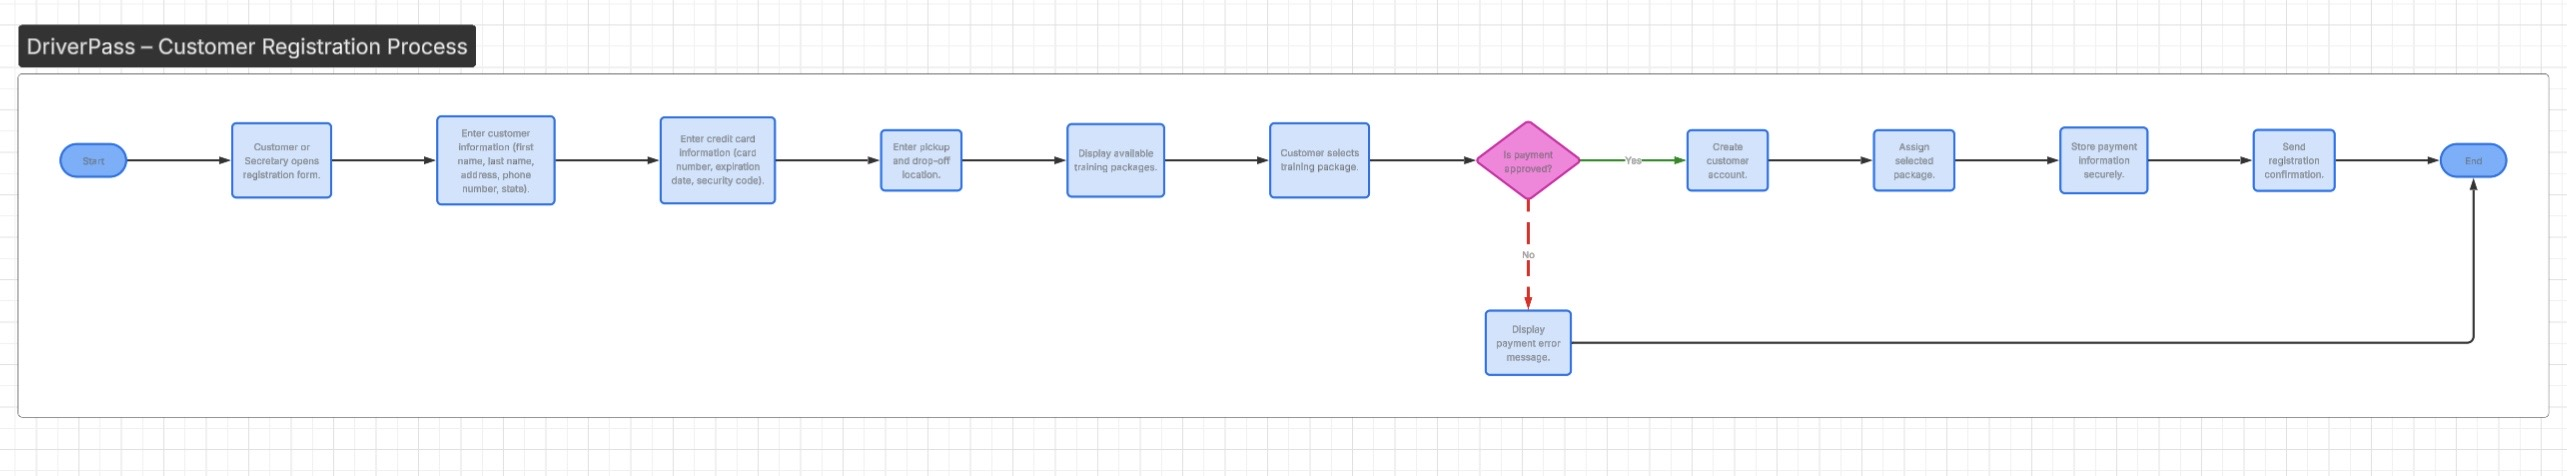 DriverPass – Customer Registration Process
Start
Customer or
Secretary opens
registration form.
Enter customer
information (first
name, last name,
address, phone
number, state).
Enter credit card
information (card
number, expiration
date, security code).
Enter pickup
and drop-off
location.
Display available
training packages.
Customer selects
training package.
Is payment
approved?
Yes
Create
customer
account.
Assign
selected
package.
Store payment
information
securely.
Send
registration
confirmation.
End
No
Display
payment error
message.